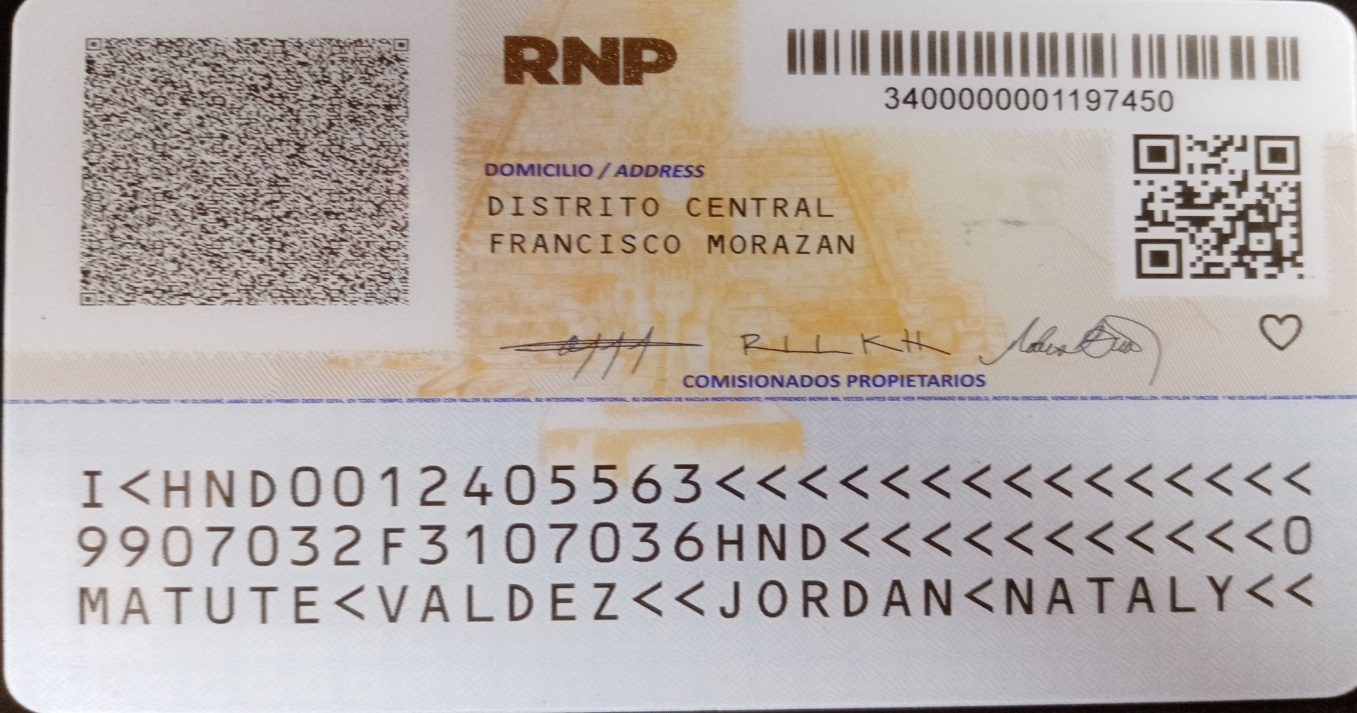 RNP
3400000001197450
DOMICILIO / ADDRESS
DISTRITO CENTRAL
FRANCISCO MORAZAN
COMISIONADOS PROPIETARIOS
I<HND0012405563<<<<<<<<<<<<<<<
9907032F3107036HND<<<<<<<<<<<0
MATUTE<VALDEZ<<JORDAN<NATALY<<